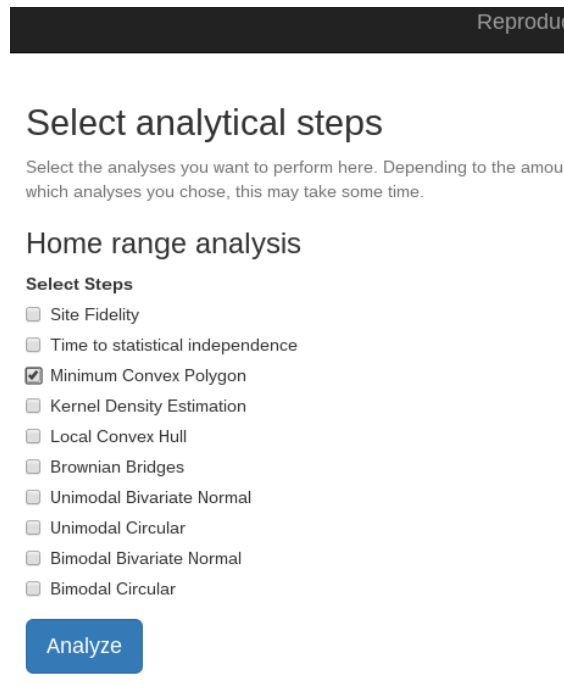 Reproduc
Select analytical steps
Select the analyses you want to perform here. Depending to the amou
which analyses you chose, this may take some time.
Home range analysis
Select Steps
Site Fidelity
Time to statistical independence
Minimum Convex Polygon
Kernel Density Estimation
Local Convex Hull
Brownian Bridges
Unimodal Bivariate Normal
Unimodal Circular
Bimodal Bivariate Normal
Bimodal Circular
Analyze